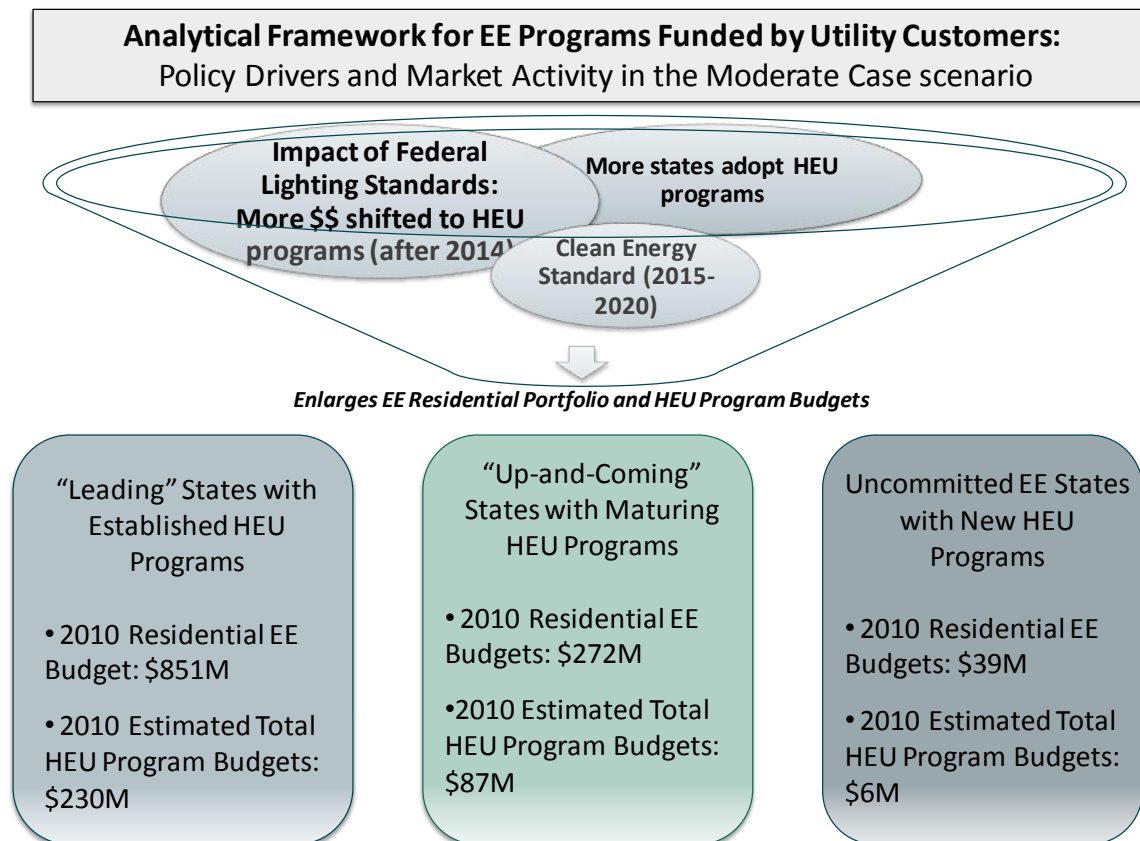 Analytical Framework for EE Programs Funded by Utility Customers:
Policy Drivers and Market Activity in the Moderate Case scenario
Impact of Federal
Lighting Standards:
More $$ shifted to HEU
programs (after 2014)
More states adopt HEU
programs
Clean Energy
Standard (2015-
2020)
Enlarges EE Residential Portfolio and HEU Program Budgets
“Leading” States with
Established HEU
Programs
• 2010 Residential EE
Budget: $851M
• 2010 Estimated Total
HEU Program Budgets:
$230M
“Up-and-Coming”
States with Maturing
HEU Programs
• 2010 Residential EE
Budgets: $272M
•2010 Estimated Total
HEU Program Budgets:
$87M
Uncommitted EE States
with New HEU
Programs
• 2010 Residential EE
Budgets: $39M
• 2010 Estimated Total
HEU Program Budgets:
$6M